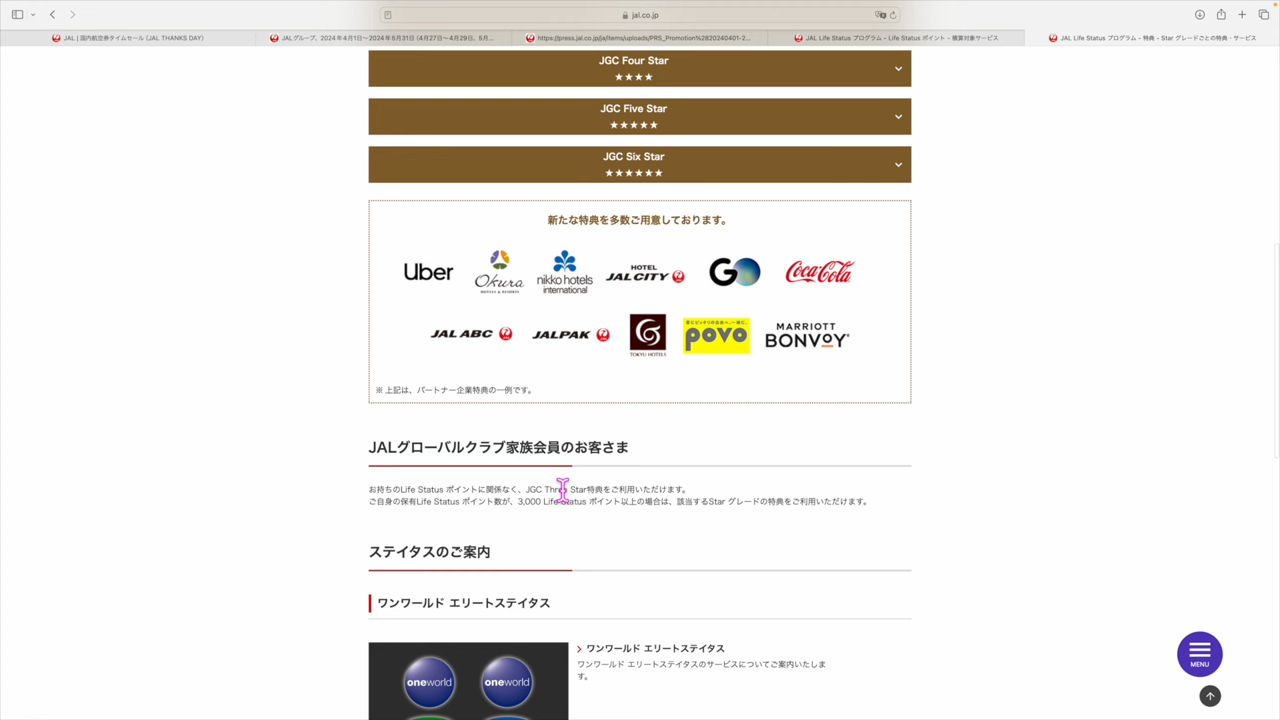 jal.co.jp
JAL | 国内航空券タイムセール (JAL THANKS DAY)
JALグループ、2024年4月1日〜2024年5月31日 (4月27日〜4月29日、5月...
https://press.jal.co.jp/ja/items/uploads/PRS_Promotion%2820240401-2...
JAL Life Status プログラム - Life Status ポイント - 積算対象サービス
JAL Life Status プログラム - 特典 - Star グレードごとの特典・サービス
JGC Four Star
★★★★
JGC Five Star
★★★★★
JGC Six Star
★★★★★★
新たな特典を多数ご用意しております。
Uber
Okura
HOTELS & RESORTS
nikko hotels
international
HOTEL
JAL CITY
GO
Coca-Cola
JAL ABC
JALPAK
TOKYU HOTELS
君にピッタリの自由へ、一緒に。
povo
MARRIOTT
BONVOY
※ 上記は、パートナー企業特典の一例です。
JALグローバルクラブ家族会員のお客さま
お持ちのLife Status ポイントに関係なく、JGC Three Star特典をご利用いただけます。
ご自身の保有Life Status ポイント数が、3,000 Life Status ポイント以上の場合は、該当するStar グレードの特典をご利用いただけます。
ステイタスのご案内
ワンワールド エリートステイタス
ワンワールド エリートステイタス
ワンワールド エリートステイタスのサービスについてご案内いたしま
す。
oneworld
oneworld
MENU